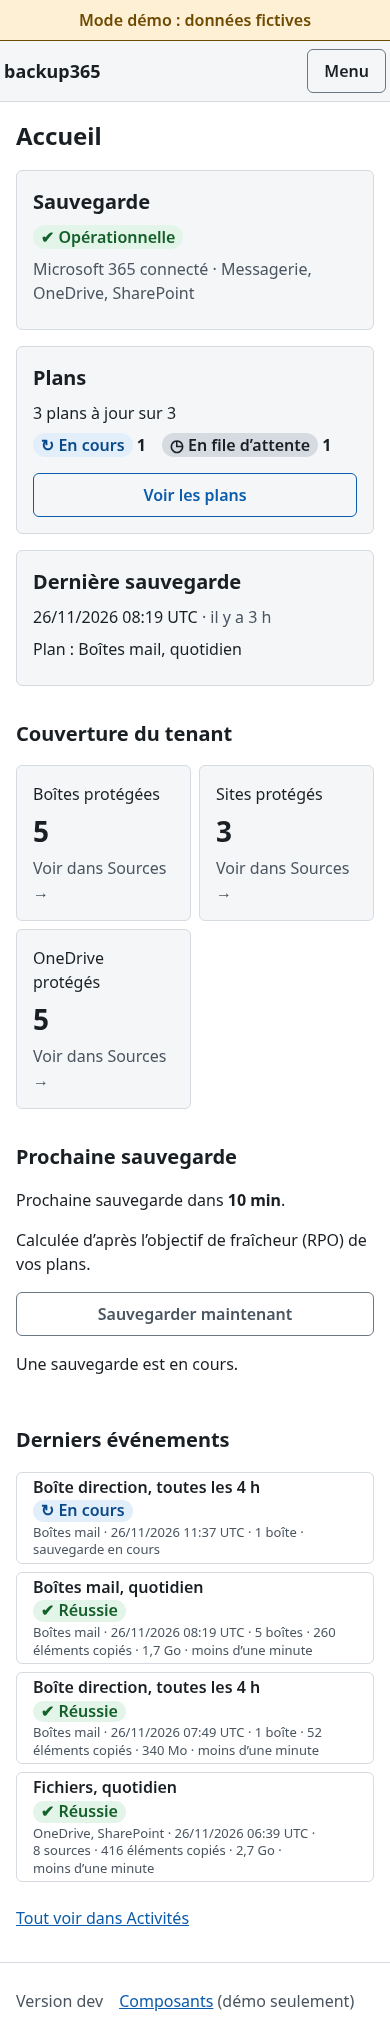 Mode démo : données fictives
backup365
Menu
Accueil
Sauvegarde
✔ Opérationnelle
Microsoft 365 connecté · Messagerie,
OneDrive, SharePoint
Plans
3 plans à jour sur 3
↻ En cours 1 ◷ En file d’attente 1
Voir les plans
Dernière sauvegarde
26/11/2026 08:19 UTC · il y a 3 h
Plan : Boîtes mail, quotidien
Couverture du tenant
Boîtes protégées
5
Voir dans Sources
→
Sites protégés
3
Voir dans Sources
→
OneDrive
protégés
5
Voir dans Sources
→
Prochaine sauvegarde
Prochaine sauvegarde dans 10 min.
Calculée d’après l’objectif de fraîcheur (RPO) de
vos plans.
Sauvegarder maintenant
Une sauvegarde est en cours.
Derniers événements
Boîte direction, toutes les 4 h
↻ En cours
Boîtes mail · 26/11/2026 11:37 UTC · 1 boîte ·
sauvegarde en cours
Boîtes mail, quotidien
✔ Réussie
Boîtes mail · 26/11/2026 08:19 UTC · 5 boîtes · 260
éléments copiés · 1,7 Go · moins d’une minute
Boîte direction, toutes les 4 h
✔ Réussie
Boîtes mail · 26/11/2026 07:49 UTC · 1 boîte · 52
éléments copiés · 340 Mo · moins d’une minute
Fichiers, quotidien
✔ Réussie
OneDrive, SharePoint · 26/11/2026 06:39 UTC ·
8 sources · 416 éléments copiés · 2,7 Go ·
moins d’une minute
Tout voir dans Activités
Version dev Composants (démo seulement)